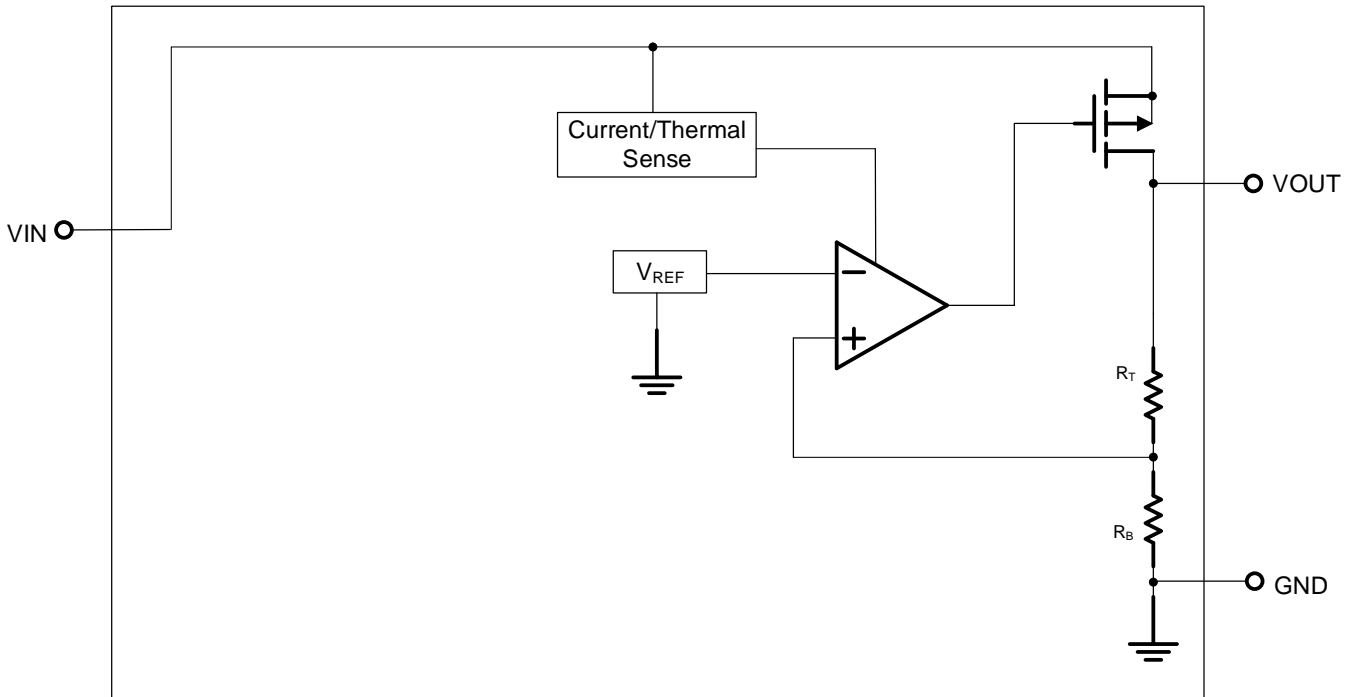 Current/Thermal
Sense
VOUT
VIN
VREF
−
+
RT
RB
GND